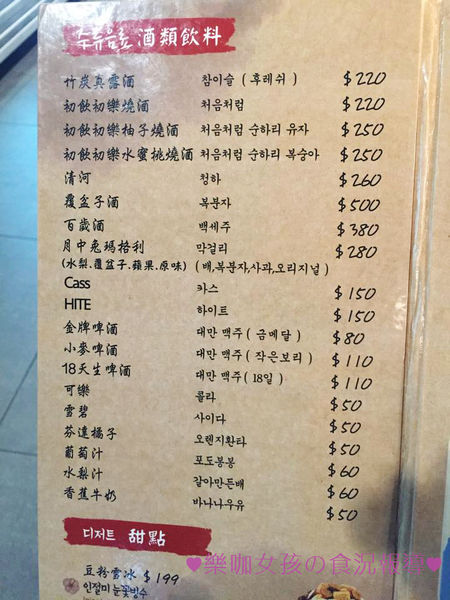 주류음료 酒類飲料
竹炭真露酒 참이슬 ( 후레쉬 ) $220
初飲初樂燒酒 처음처럼 $220
初飲初樂柚子燒酒 처음처럼 순하리 유자 $250
初飲初樂水蜜桃燒酒 처음처럼 순하리 복숭아 $250
清河 청하 $260
覆盆子酒 복분자 $500
百歲酒 백세주 $380
月中兔瑪格利 막걸리 $280
(水梨.覆盆子.蘋果.原味) (배,복분자,사과,오리지널 )
Cass 카스 $150
HITE 하이트 $150
金牌啤酒 대만 맥주 ( 금메달 ) $80
小麥啤酒 대만 맥주 ( 작은보리 ) $110
18天生啤酒 대만 맥주 ( 18일 ) $110
可樂 콜라 $50
雪碧 사이다 $50
芬達橘子 오렌지환타 $50
葡萄汁 포도봉봉 $60
水梨汁 갈아만든배 $60
香蕉牛奶 바나나우유 $50
디저트 甜點
豆粉雪冰 $199
인절미 눈꽃빙수
♥樂咖女孩の食況報導♥